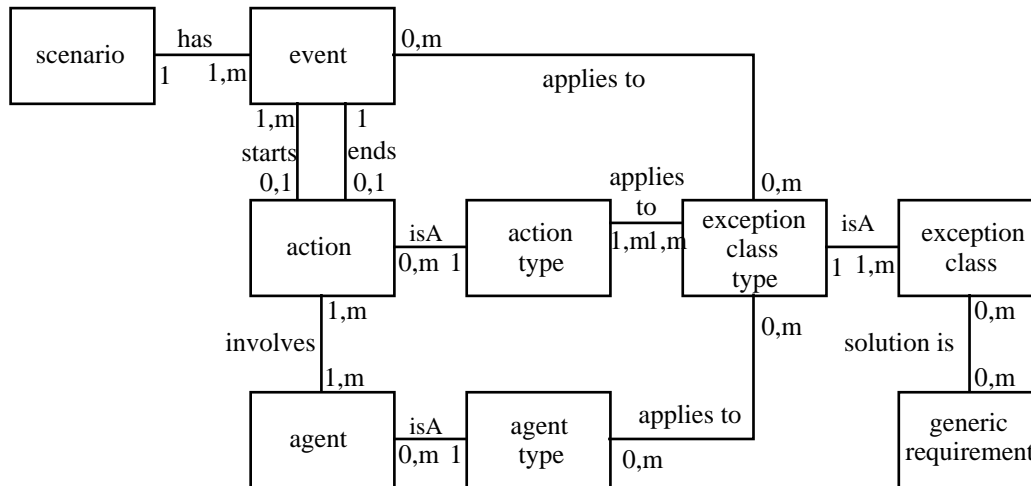 has
0,m
scenario
event
1
1,m
applies to
1,m
1
starts
ends
0,1
0,1
applies
to
0,m
action
isA
action
type
1,m
1,m
exception
class
type
isA
exception
class
0,m
1
1
1,m
1,m
0,m
0,m
involves
solution is
1,m
0,m
agent
isA
agent
type
applies to
generic
requirement
0,m
1
0,m